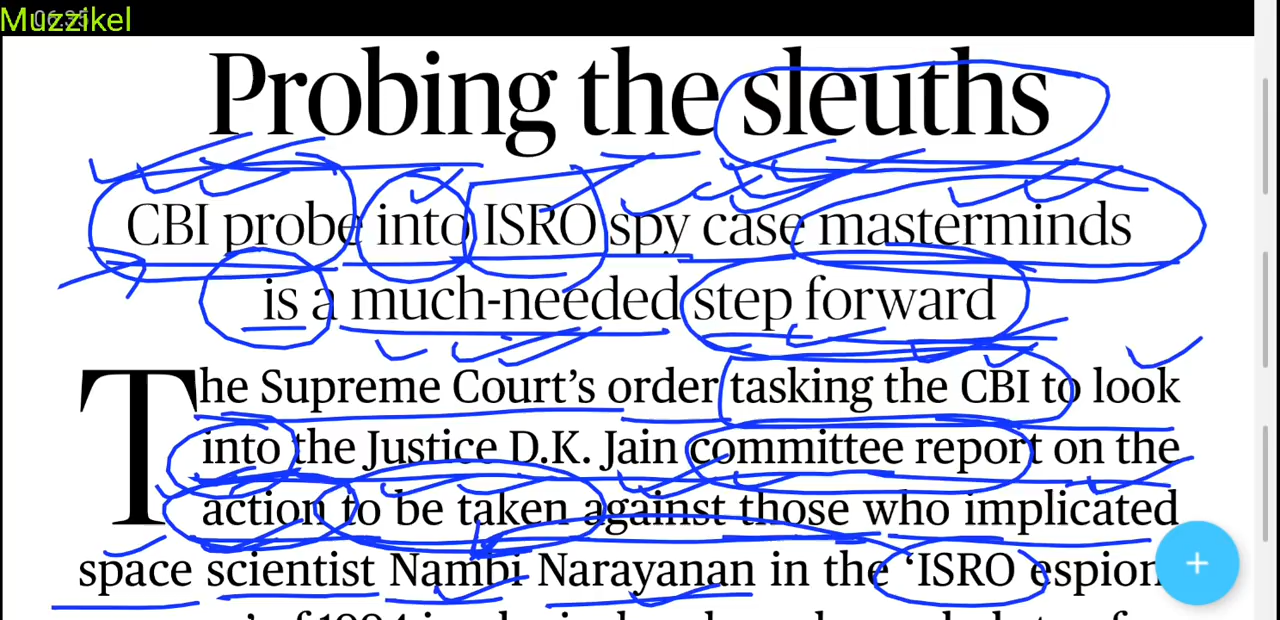 Muzzikel
Probing the sleuths
CBI probe into ISRO spy case masterminds
is a much-needed step forward
The Supreme Court’s order tasking the CBI to look
into the Justice D.K. Jain committee report on the
action to be taken against those who implicated
space scientist Nambi Narayanan in the ‘ISRO espion